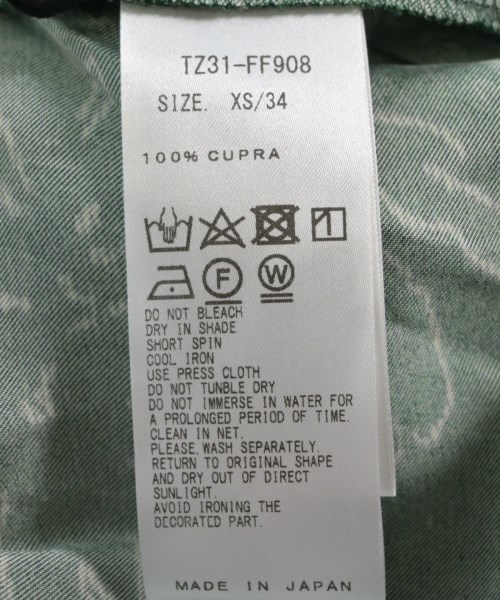 TZ31-FF908
SIZE. XS/34
100% CUPRA
F W
DO NOT BLEACH
DRY IN SHADE
SHORT SPIN
COOL IRON
USE PRESS CLOTH
DO NOT TUNBLE DRY
DO NOT IMMERSE IN WATER FOR
A PROLONGED PERIOD OF TIME.
CLEAN IN NET.
PLEASE.WASH SEPARATELY.
RETURN TO ORIGINAL SHAPE
AND DRY OUT OF DIRECT
SUNLIGHT.
AVOID IRONING THE
DECORATED PART.
MADE IN JAPAN